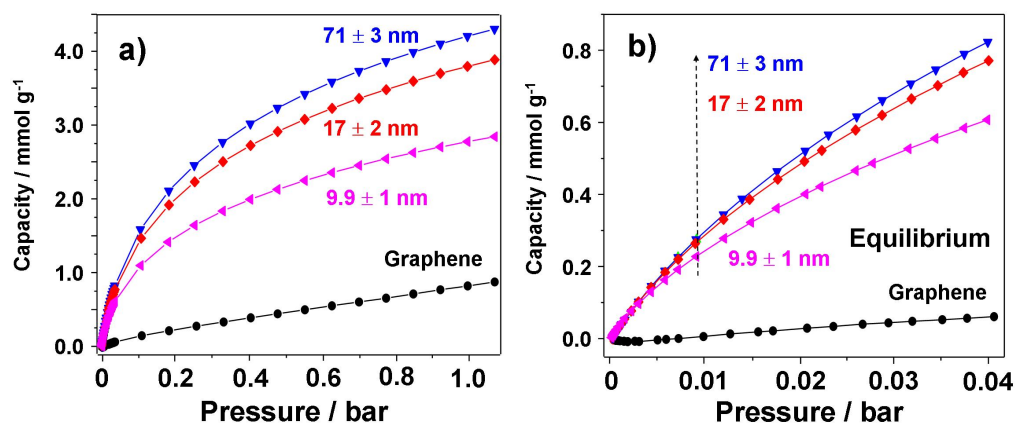 a)
71 ± 3 nm
17 ± 2 nm
9.9 ± 1 nm
Graphene
4.0
3.0
2.0
1.0
0.0
0.0
0.2
0.4
0.6
0.8
1.0
Capacity / mmol g-1
Pressure / bar
b)
71 ± 3 nm
17 ± 2 nm
9.9 ± 1 nm
Equilibrium
Graphene
0.8
0.6
0.4
0.2
0.0
0.0
0.01
0.02
0.03
0.04
Capacity / mmol g-1
Pressure / bar